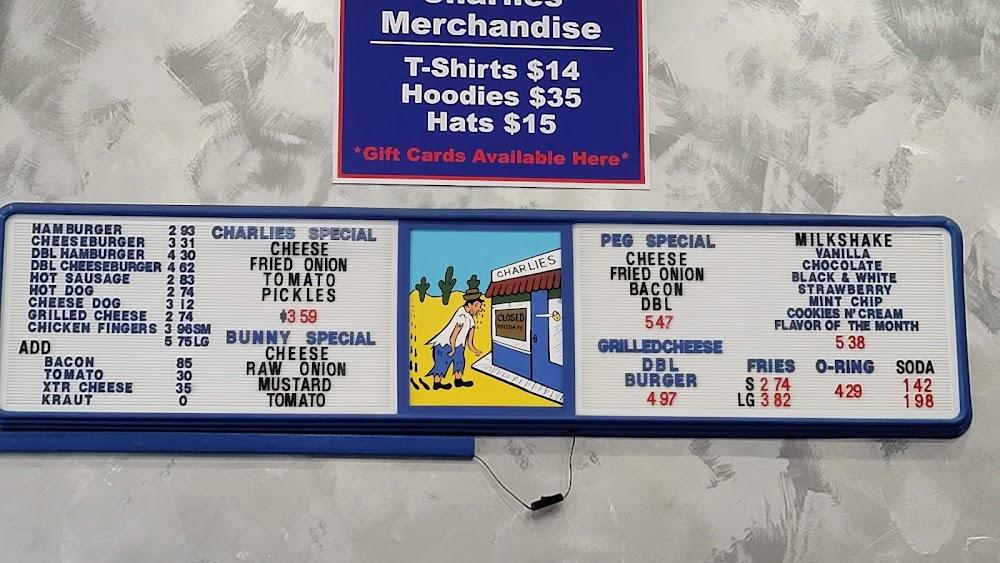 Charlies
Merchandise
T-Shirts $14
Hoodies $35
Hats $15
*Gift Cards Available Here*
HAMBURGER 2 93
CHEESEBURGER 3 31
DBL HAMBURGER 4 30
DBL CHEESEBURGER 4 62
HOT SAUSAGE 2 83
HOT DOG 2 74
CHEESE DOG 3 12
GRILLED CHEESE 2 74
CHICKEN FINGERS 3 96SM
5 75LG
ADD
BACON 85
TOMATO 30
XTR CHEESE 35
KRAUT 0
CHARLIES SPECIAL
CHEESE
FRIED ONION
TOMATO
PICKLES
$3 59
BUNNY SPECIAL
CHEESE
RAW ONION
MUSTARD
TOMATO
CHARLIES
CLOSED
MONDAYS
PEG SPECIAL
CHEESE
FRIED ONION
BACON
DBL
547
GRILLEDCHEESE
DBL
BURGER
4 97
MILKSHAKE
VANILLA
CHOCOLATE
BLACK & WHITE
STRAWBERRY
MINT CHIP
COOKIES N' CREAM
FLAVOR OF THE MONTH
5 38
FRIES
S 2 74
LG 3 82
O-RING
4 29
SODA
1 42
1 98